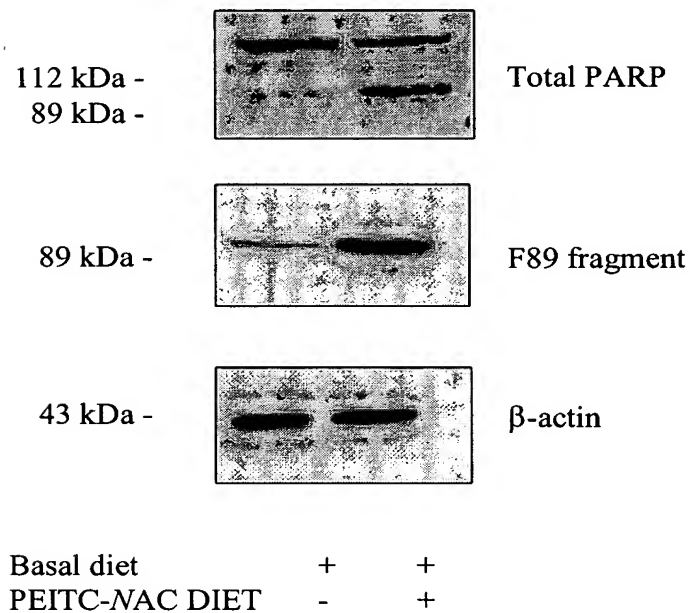 112 kDa - Total PARP
89 kDa -
89 kDa - F89 fragment
43 kDa - β-actin
Basal diet + +
PEITC-NAC DIET - +